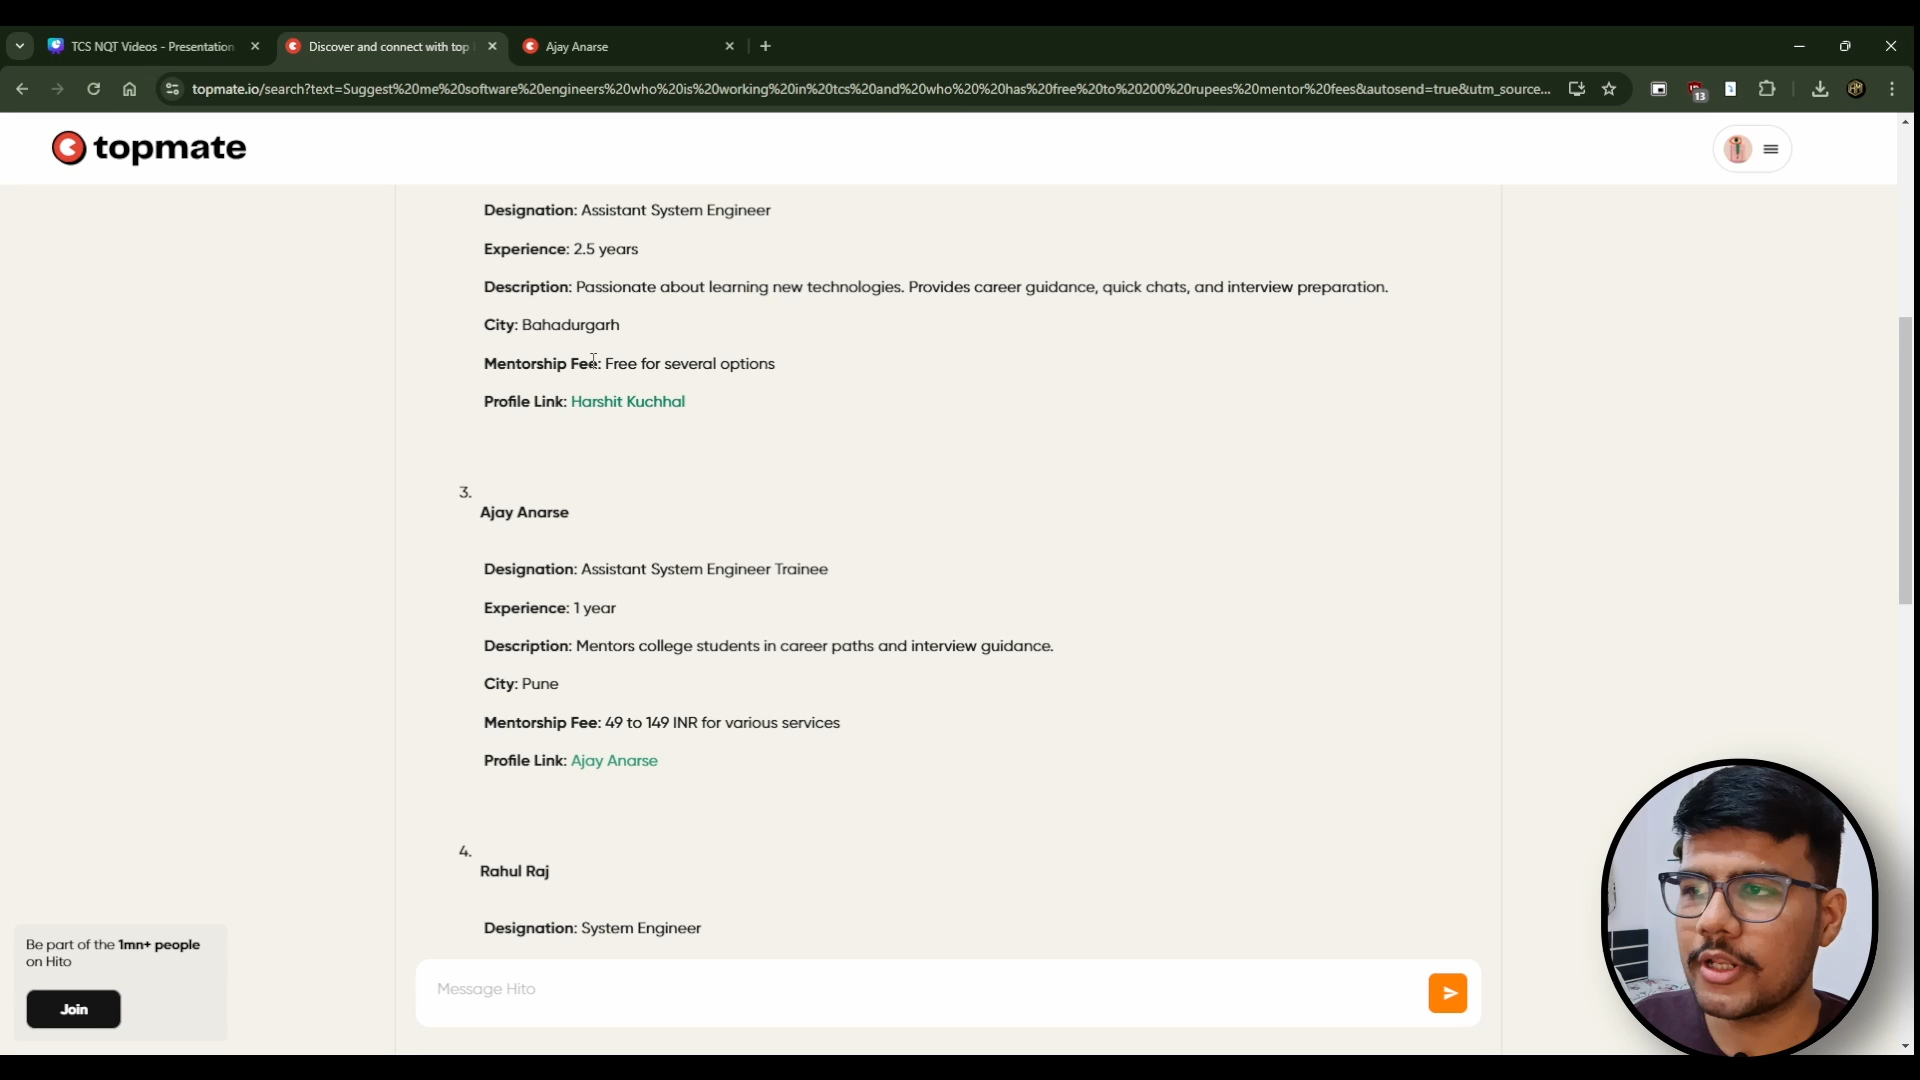 TCS NQT Videos - Presentation
Discover and connect with top
Ajay Anarse
topmate.io/search?text=Suggest%20me%20software%20engineers%20who%20is%20working%20in%20tcs%20and%20who%20%20has%20free%20to%20200%20rupees%20mentor%20fees&autosend=true&utm_source...
13
topmate
Designation: Assistant System Engineer
Experience: 2.5 years
Description: Passionate about learning new technologies. Provides career guidance, quick chats, and interview preparation.
City: Bahadurgarh
Mentorship Fee: Free for several options
Profile Link: Harshit Kuchhal
3.
Ajay Anarse
Designation: Assistant System Engineer Trainee
Experience: 1 year
Description: Mentors college students in career paths and interview guidance.
City: Pune
Mentorship Fee: 49 to 149 INR for various services
Profile Link: Ajay Anarse
4.
Rahul Raj
Designation: System Engineer
Be part of the 1mn+ people
on Hito
Join
Message Hito